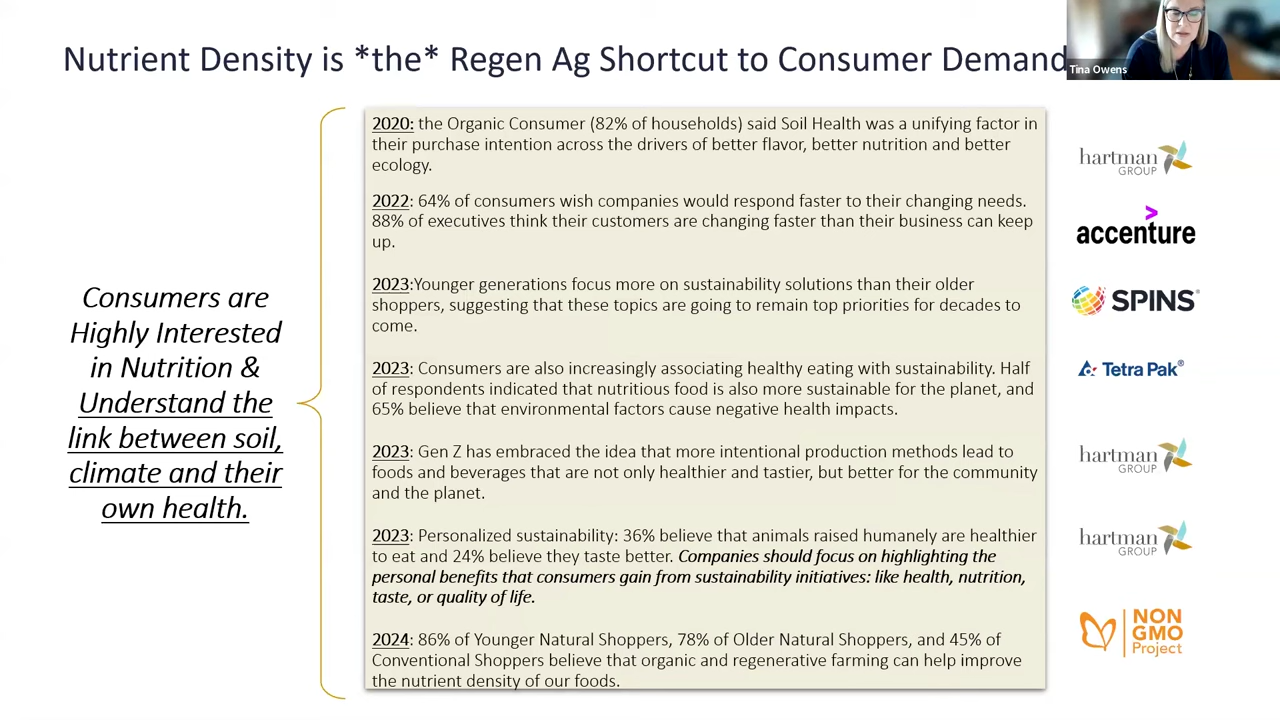 Nutrient Density is *the* Regen Ag Shortcut to Consumer Demand
Tina Owens
Consumers are
Highly Interested
in Nutrition &
Understand the
link between soil,
climate and their
own health.
2020: the Organic Consumer (82% of households) said Soil Health was a unifying factor in
their purchase intention across the drivers of better flavor, better nutrition and better
ecology.
2022: 64% of consumers wish companies would respond faster to their changing needs.
88% of executives think their customers are changing faster than their business can keep
up.
2023:Younger generations focus more on sustainability solutions than their older
shoppers, suggesting that these topics are going to remain top priorities for decades to
come.
2023: Consumers are also increasingly associating healthy eating with sustainability. Half
of respondents indicated that nutritious food is also more sustainable for the planet, and
65% believe that environmental factors cause negative health impacts.
2023: Gen Z has embraced the idea that more intentional production methods lead to
foods and beverages that are not only healthier and tastier, but better for the community
and the planet.
2023: Personalized sustainability: 36% believe that animals raised humanely are healthier
to eat and 24% believe they taste better. Companies should focus on highlighting the
personal benefits that consumers gain from sustainability initiatives: like health, nutrition,
taste, or quality of life.
2024: 86% of Younger Natural Shoppers, 78% of Older Natural Shoppers, and 45% of
Conventional Shoppers believe that organic and regenerative farming can help improve
the nutrient density of our foods.
hartman
GROUP
accenture
SPINS®
Tetra Pak®
hartman
GROUP
hartman
GROUP
NON
GMO
Project